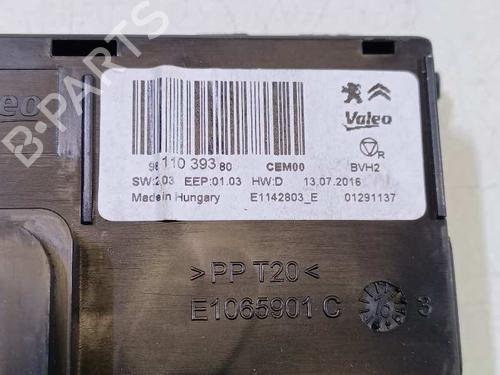 Valeo
98 110 393 80 CEM00 BVH2
SW:2.03 EEP:01.03 HW:D 13.07.2016
Made in Hungary E1142803_E 01291137
>PP T20<
E1065901 C 3
B-PARTS